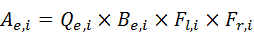 A_{e,i} = Q_{e,i} × B_{e,i} × F_{l,i} × F_{r,i}